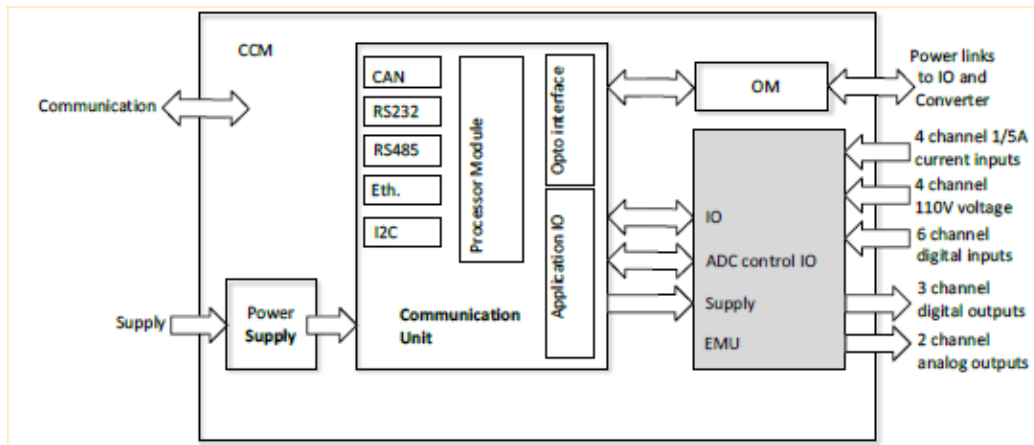 CCM
Communication
CAN
RS232
RS485
Eth.
I2C
Processor Module
Opto interface
Application IO
Communication
Unit
Supply
Power
Supply
OM
Power links
to IO and
Converter
IO
ADC control IO
Supply
EMU
4 channel 1/5A
current inputs
4 channel
110V voltage
6 channel
digital inputs
3 channel
digital outputs
2 channel
analog outputs